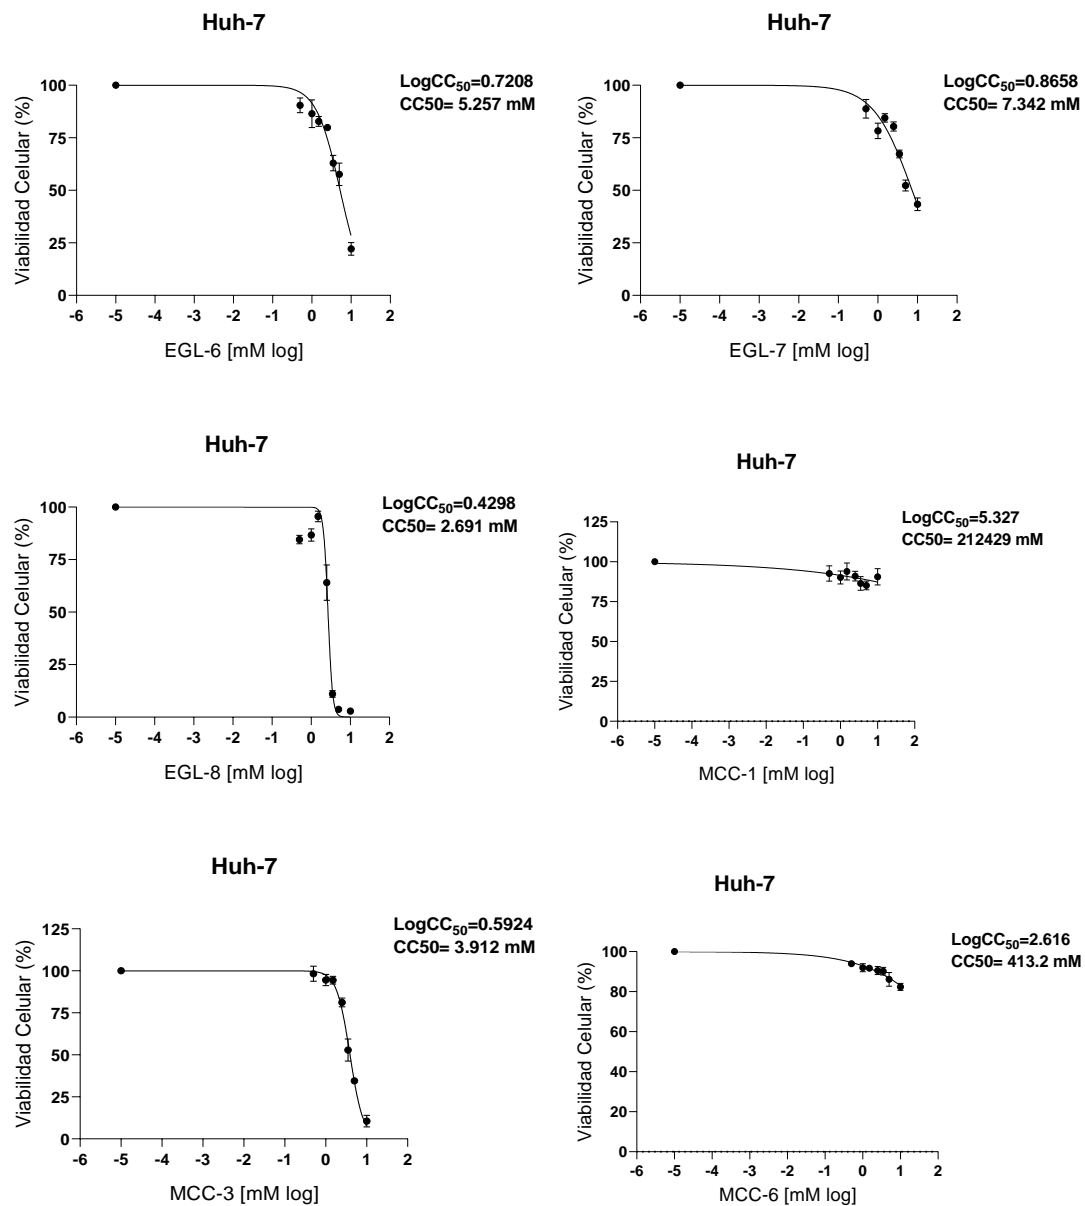 Huh-7
LogCC50=0.7208
CC50= 5.257 mM
Viabilidad Celular (%)
100
75
50
25
0
-6 -5 -4 -3 -2 -1 0 1 2
EGL-6 [mM log]
Huh-7
LogCC50=0.8658
CC50= 7.342 mM
Viabilidad Celular (%)
100
75
50
25
0
-6 -5 -4 -3 -2 -1 0 1 2
EGL-7 [mM log]
Huh-7
LogCC50=0.4298
CC50= 2.691 mM
Viabilidad Celular (%)
100
75
50
25
0
-6 -5 -4 -3 -2 -1 0 1 2
EGL-8 [mM log]
Huh-7
LogCC50=5.327
CC50= 212429 mM
Viabilidad Celular (%)
125
100
75
50
25
0
-6 -5 -4 -3 -2 -1 0 1 2
MCC-1 [mM log]
Huh-7
LogCC50=0.5924
CC50= 3.912 mM
Viabilidad Celular (%)
125
100
75
50
25
0
-6 -5 -4 -3 -2 -1 0 1 2
MCC-3 [mM log]
Huh-7
LogCC50=2.616
CC50= 413.2 mM
Viabilidad Celular (%)
100
80
60
40
20
0
-6 -5 -4 -3 -2 -1 0 1 2
MCC-6 [mM log]